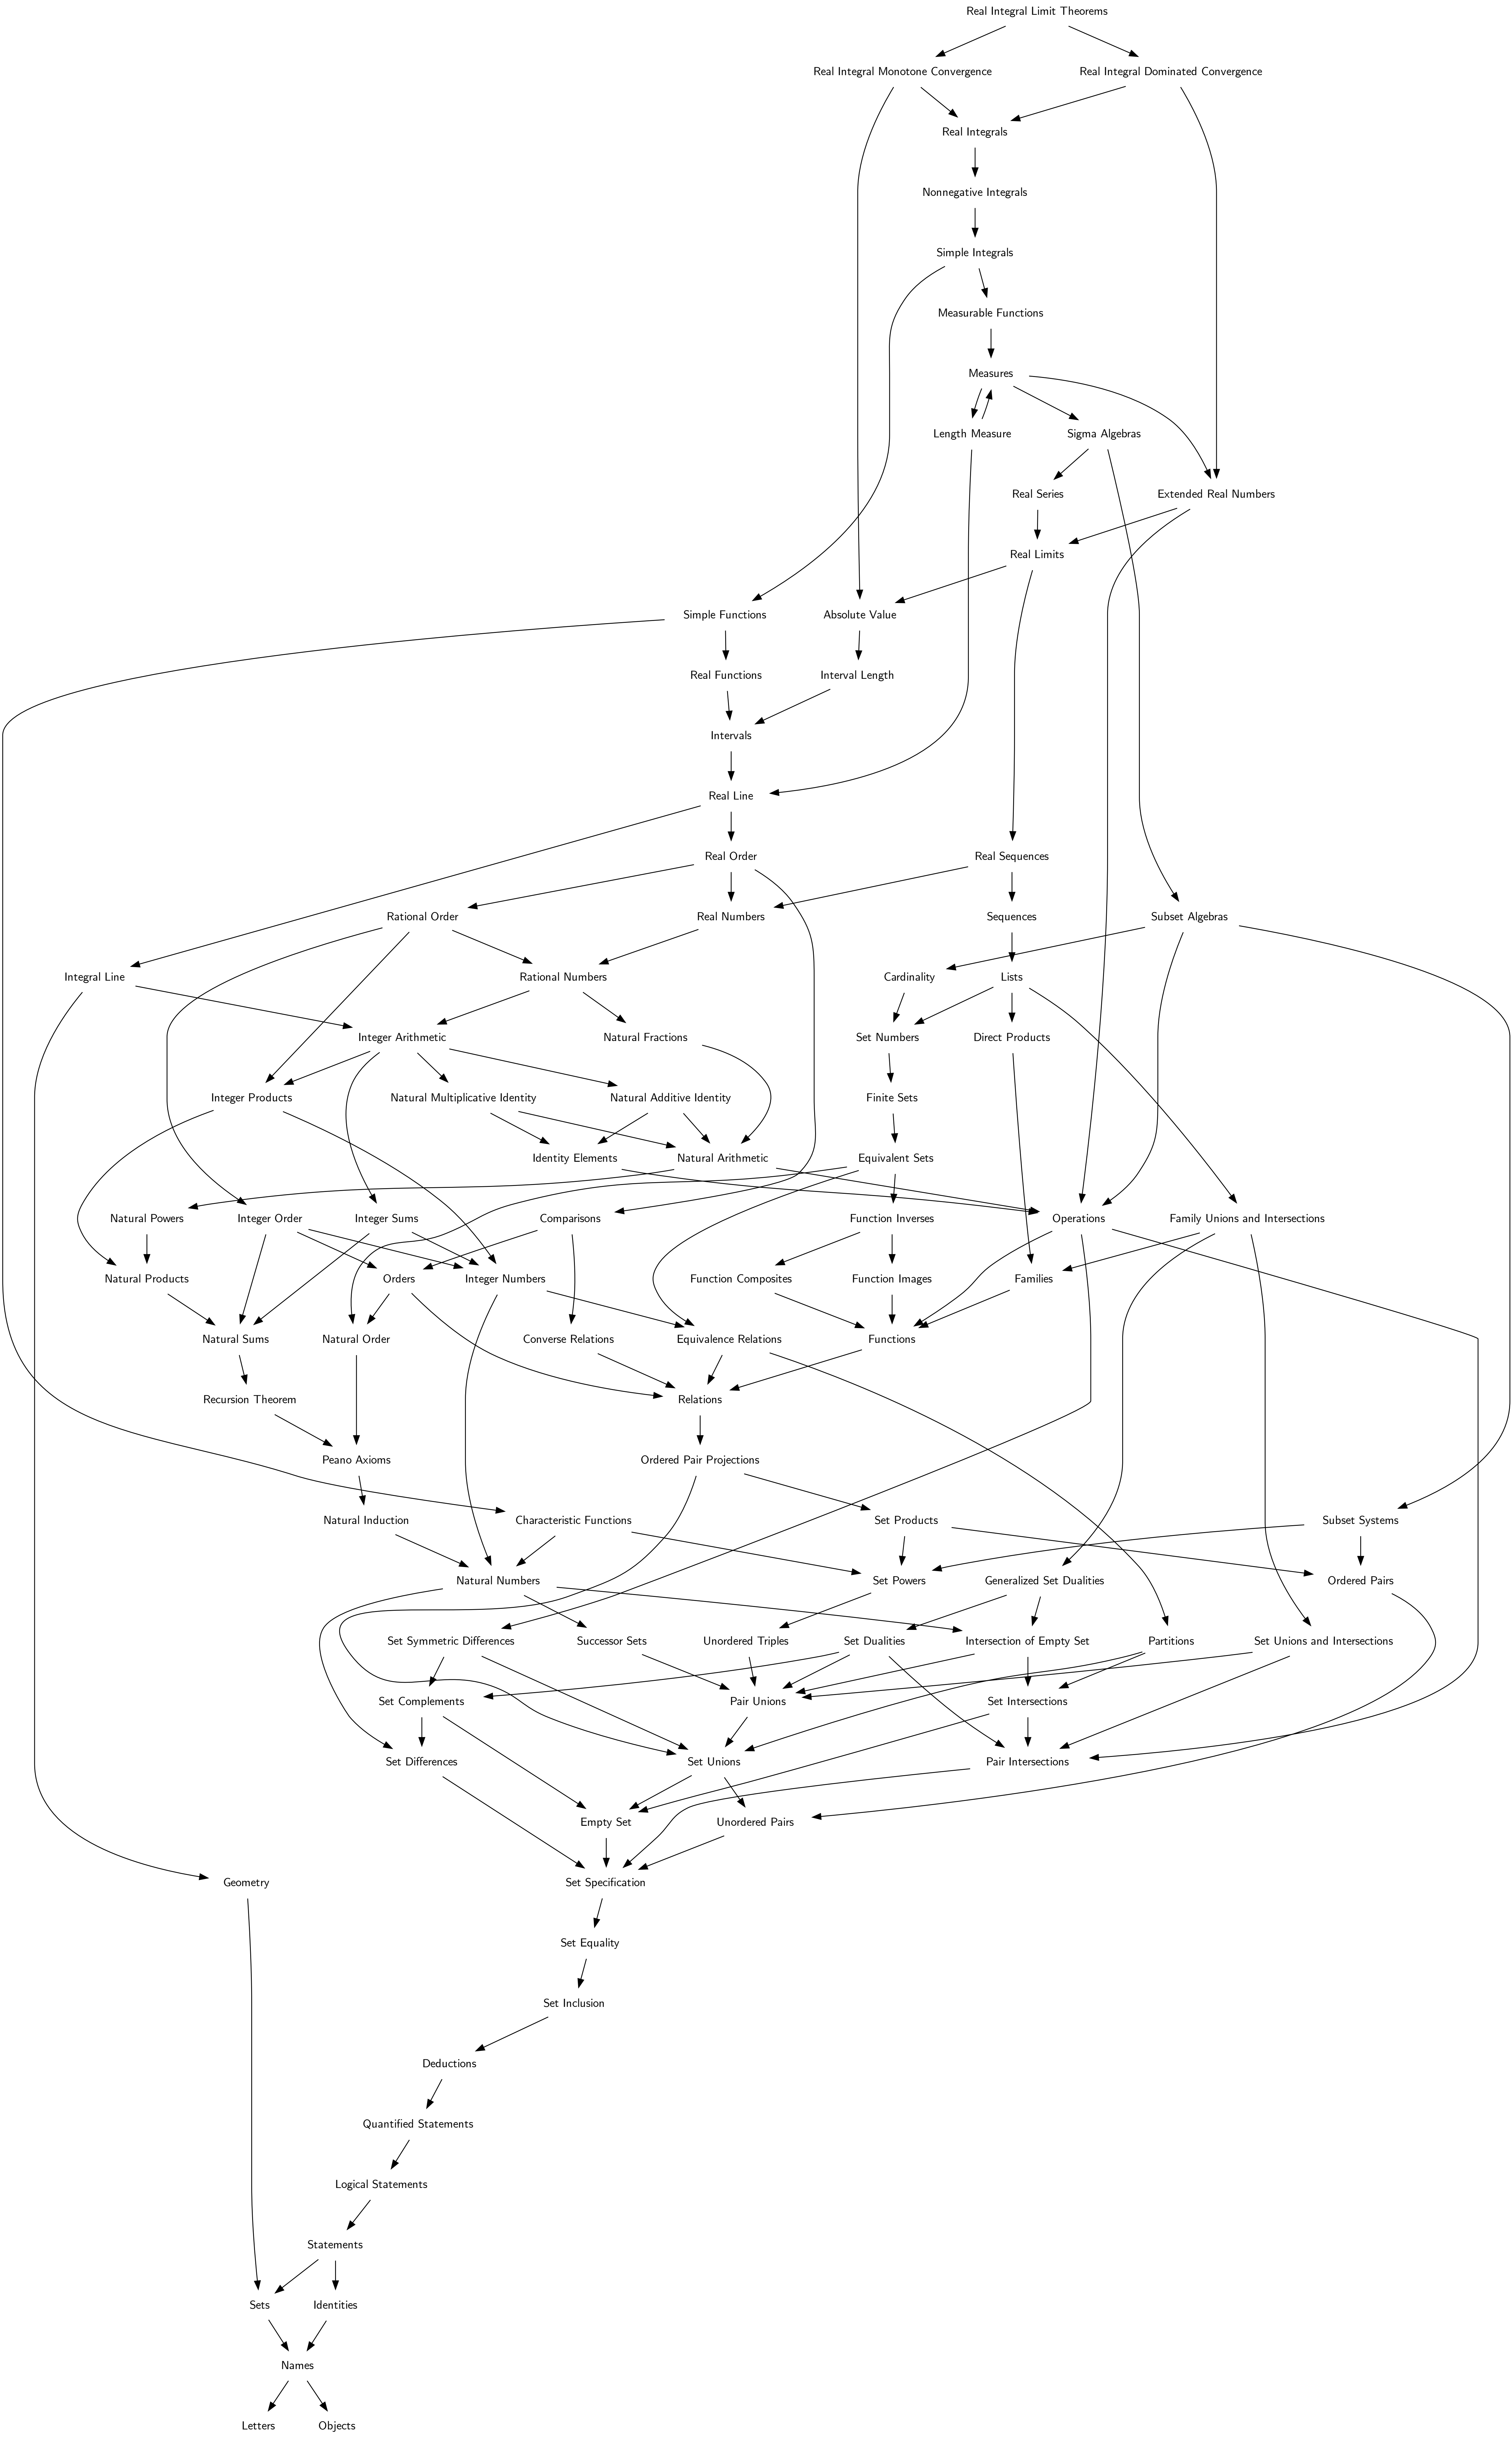 Real Integral Limit Theorems
Real Integral Monotone Convergence
Real Integral Dominated Convergence
Real Integrals
Nonnegative Integrals
Simple Integrals
Measurable Functions
Measures
Length Measure
Sigma Algebras
Real Series
Extended Real Numbers
Real Limits
Simple Functions
Absolute Value
Real Functions
Interval Length
Intervals
Real Line
Real Order
Real Sequences
Rational Order
Real Numbers
Sequences
Subset Algebras
Integral Line
Rational Numbers
Cardinality
Lists
Integer Arithmetic
Natural Fractions
Set Numbers
Direct Products
Integer Products
Natural Multiplicative Identity
Natural Additive Identity
Finite Sets
Identity Elements
Natural Arithmetic
Equivalent Sets
Natural Powers
Integer Order
Integer Sums
Comparisons
Function Inverses
Operations
Family Unions and Intersections
Natural Products
Orders
Integer Numbers
Function Composites
Function Images
Families
Natural Sums
Natural Order
Converse Relations
Equivalence Relations
Functions
Recursion Theorem
Relations
Peano Axioms
Ordered Pair Projections
Natural Induction
Characteristic Functions
Set Products
Subset Systems
Natural Numbers
Set Powers
Generalized Set Dualities
Ordered Pairs
Set Symmetric Differences
Successor Sets
Unordered Triples
Set Dualities
Intersection of Empty Set
Partitions
Set Unions and Intersections
Set Complements
Pair Unions
Set Intersections
Set Differences
Set Unions
Pair Intersections
Empty Set
Unordered Pairs
Geometry
Set Specification
Set Equality
Set Inclusion
Deductions
Quantified Statements
Logical Statements
Statements
Sets
Identities
Names
Letters
Objects